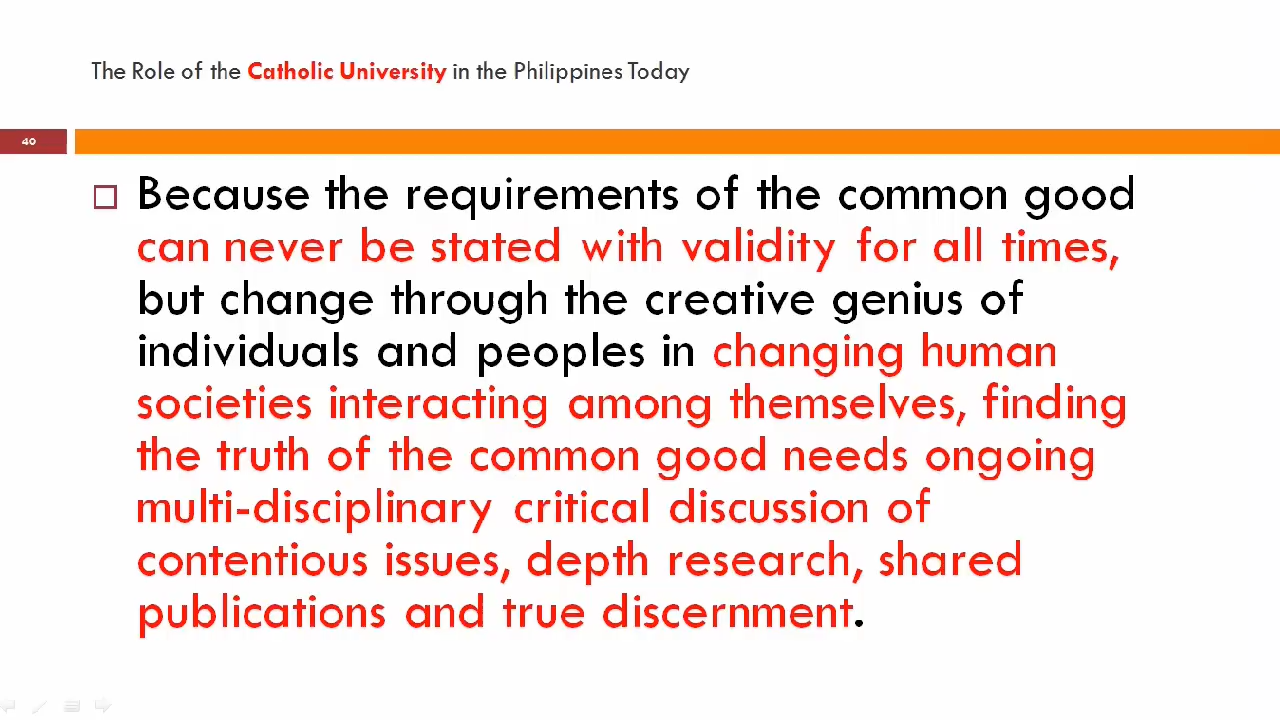 The Role of the Catholic University in the Philippines Today
40
Because the requirements of the common good
can never be stated with validity for all times,
but change through the creative genius of
individuals and peoples in changing human
societies interacting among themselves, finding
the truth of the common good needs ongoing
multi-disciplinary critical discussion of
contentious issues, depth research, shared
publications and true discernment.